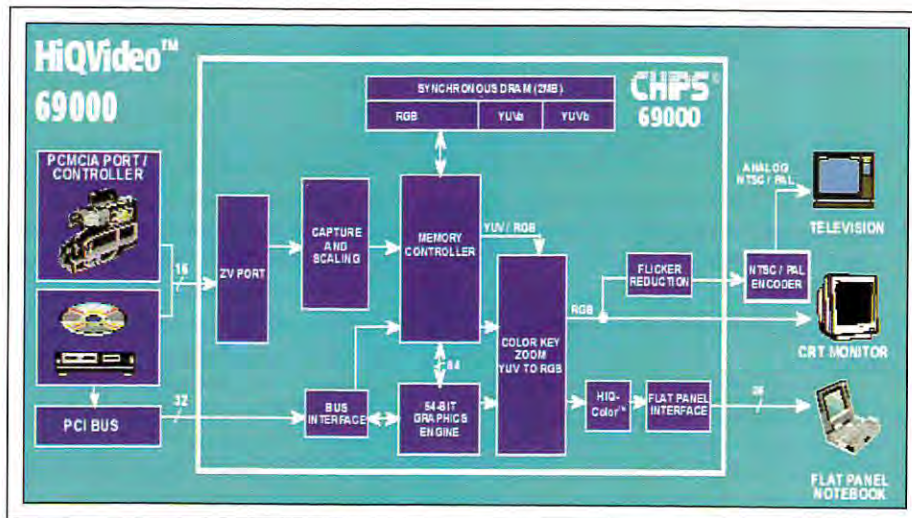 HiQVideo™
69000
CHIPS©
69000
SYNCHRONOUS DRAM (2MB)
RGB YUVa YUVb
PCMCIA PORT /
CONTROLLER
16
ZV PORT
CAPTURE
AND
SCALING
MEMORY
CONTROLLER
YUV / RGB
FLICKER
REDUCTION
NTSC / PAL
ENCODER
ANALOG
NTSC / PAL
TELEVISION
RGB
CRT MONITOR
COLOR KEY
ZOOM
YUV TO RGB
64
PCI BUS
32
BUS
INTERFACE
64-BIT
GRAPHICS
ENGINE
HIQ-
Color™
FLAT PANEL
INTERFACE
FLAT PANEL
NOTEBOOK